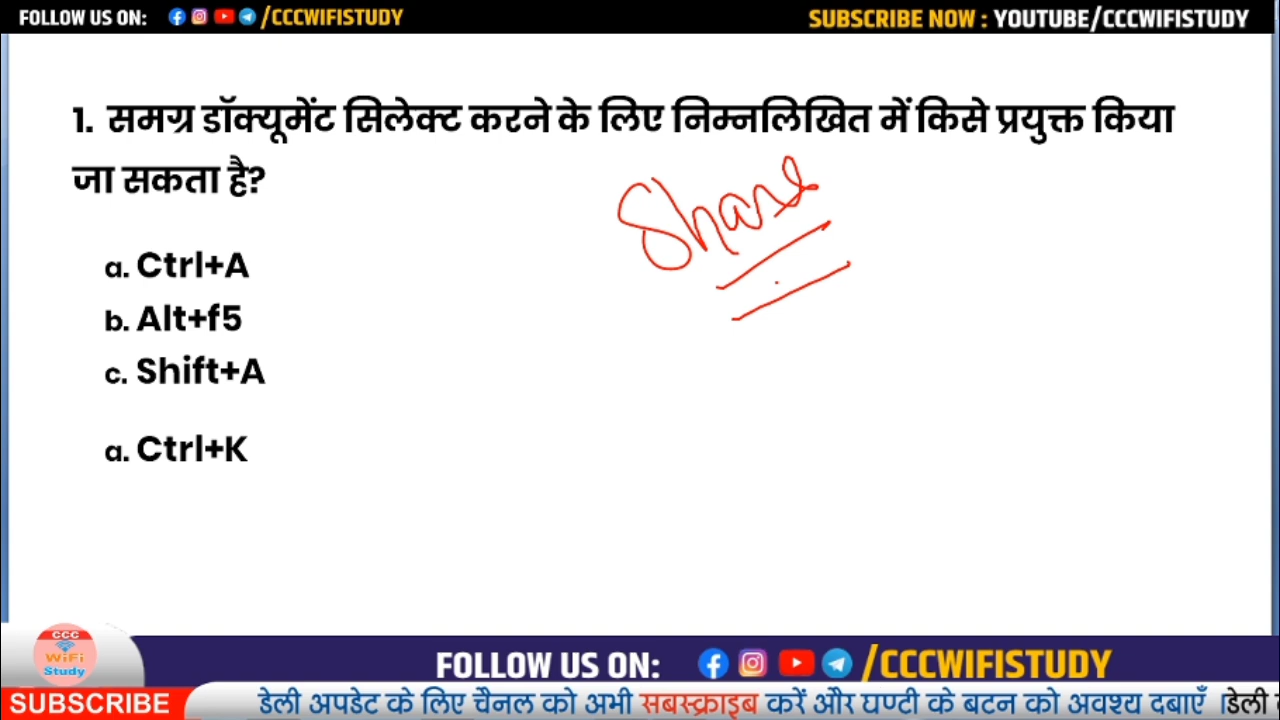 FOLLOW US ON: /CCCWIFISTUDY SUBSCRIBE NOW : YOUTUBE/CCCWIFISTUDY
1. समग्र डॉक्यूमेंट सिलेक्ट करने के लिए निम्नलिखित में किसे प्रयुक्त किया
जा सकता है?
Share
a. Ctrl+A
b. Alt+f5
c. Shift+A
a. Ctrl+K
CCC
WiFi
Study
FOLLOW US ON: /CCCWIFISTUDY
SUBSCRIBE डेली अपडेट के लिए चैनल को अभी सबस्क्राइब करें और घण्टी के बटन को अवश्य दबाएँ । डेली